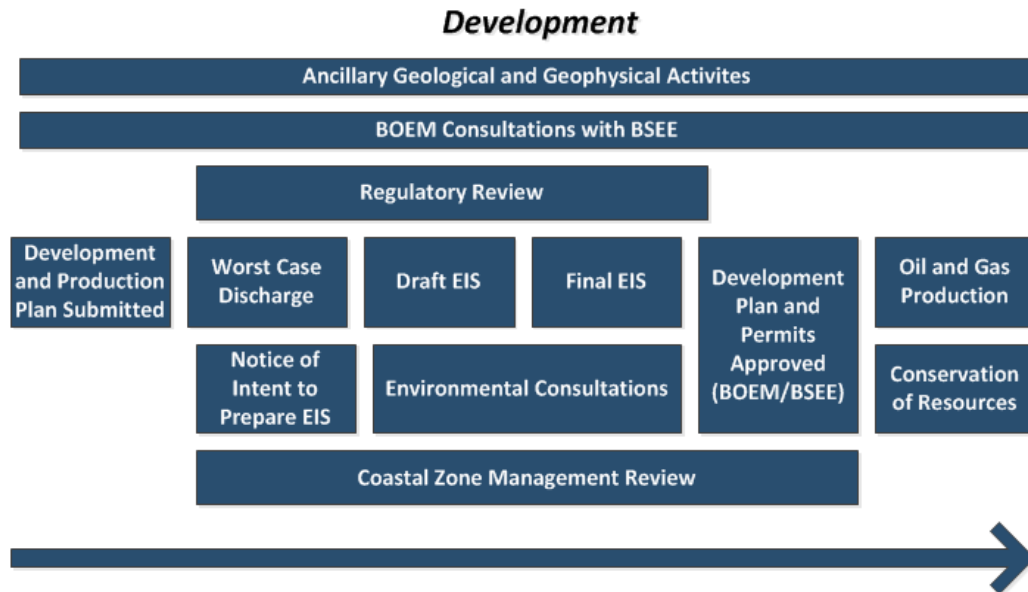 Development
Ancillary Geological and Geophysical Activites
BOEM Consultations with BSEE
Regulatory Review
Development
and Production
Plan Submitted
Worst Case
Discharge
Draft EIS
Final EIS
Development
Plan and
Permits
Approved
(BOEM/BSEE)
Oil and Gas
Production
Notice of
Intent to
Prepare EIS
Environmental Consultations
Conservation
of Resources
Coastal Zone Management Review